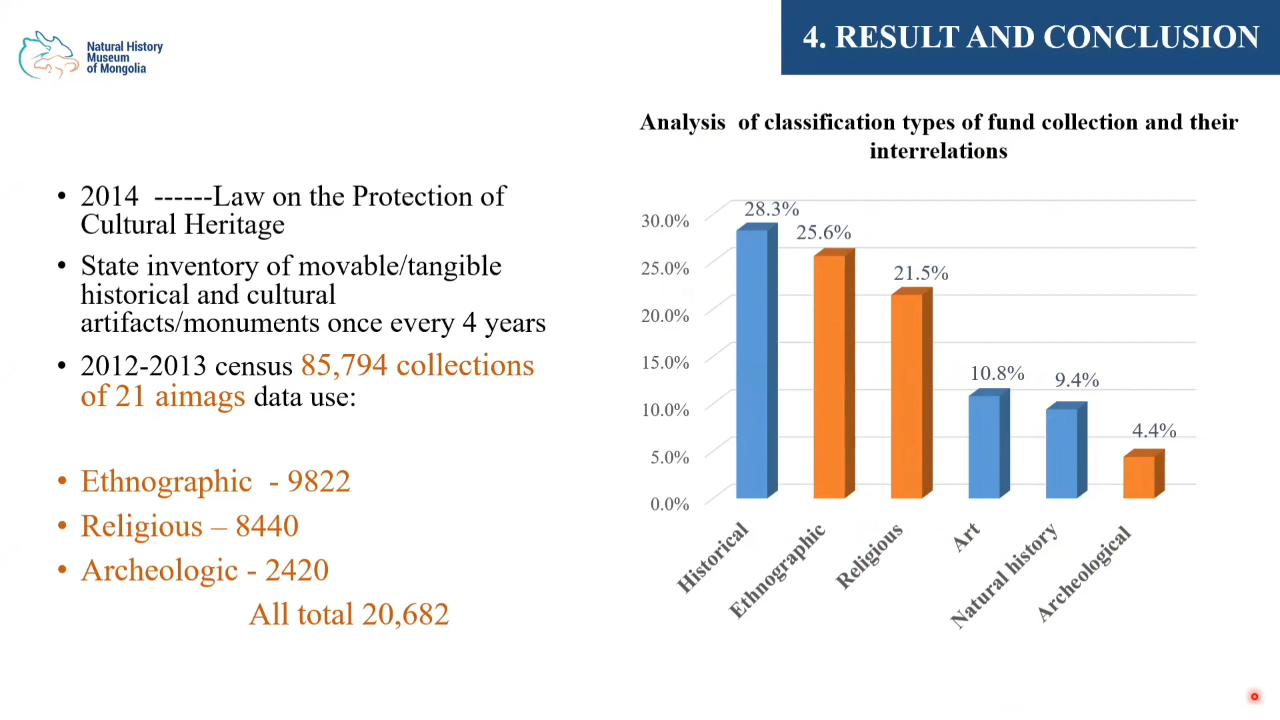 Natural History
Museum
of Mongolia
4. RESULT AND CONCLUSION
• 2014 ------Law on the Protection of
Cultural Heritage
• State inventory of movable/tangible
historical and cultural
artifacts/monuments once every 4 years
• 2012-2013 census 85,794 collections
of 21 aimags data use:
• Ethnographic - 9822
• Religious – 8440
• Archeologic - 2420
All total 20,682
Analysis of classification types of fund collection and their
interrelations
30.0%
25.0%
20.0%
15.0%
10.0%
5.0%
0.0%
28.3%
25.6%
21.5%
10.8%
9.4%
4.4%
Historical
Ethnographic
Religious
Art
Natural history
Archeological